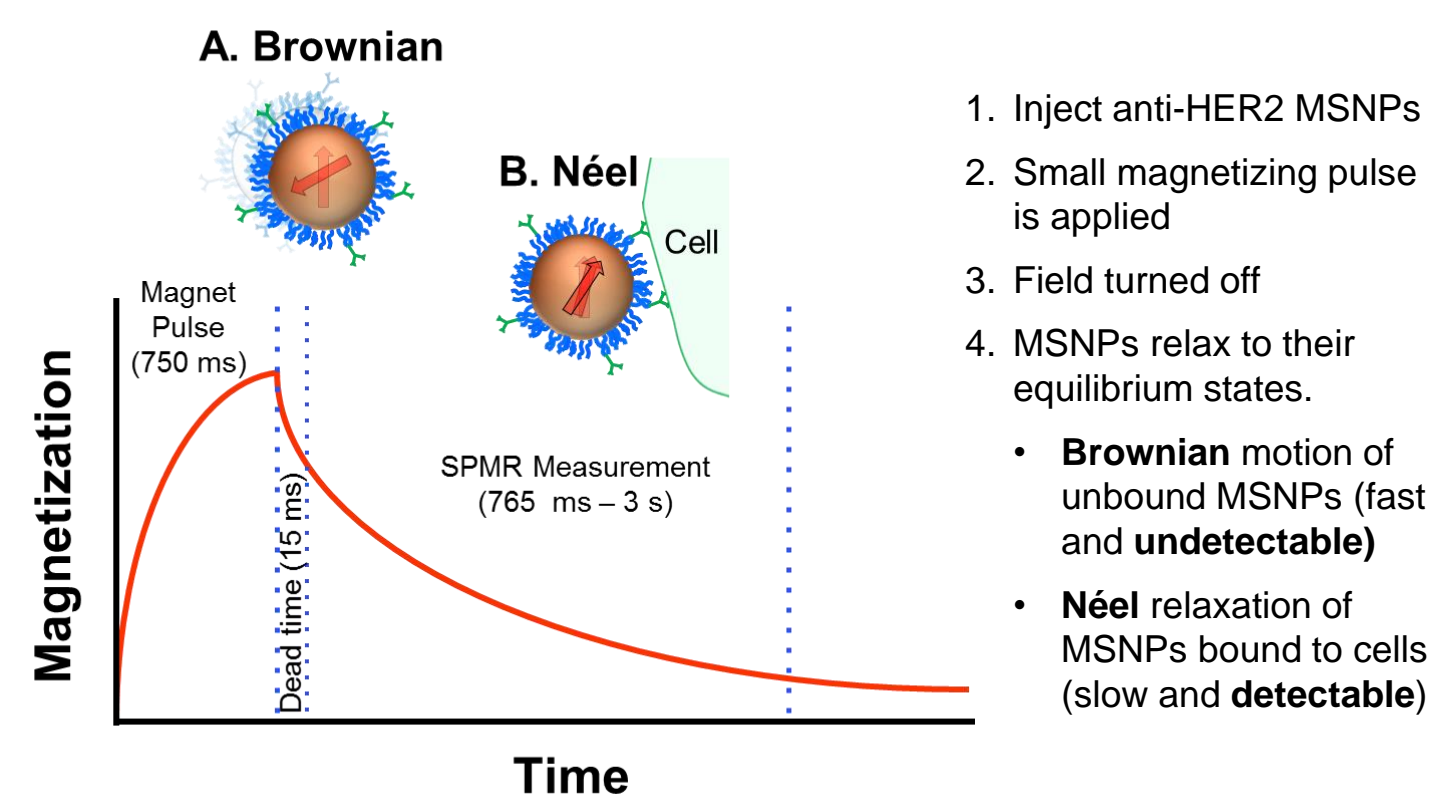 A. Brownian
B. Néel
Cell
Magnet
Pulse
(750 ms)
Dead time (15 ms)
SPMR Measurement
(765 ms – 3 s)
Magnetization
Time
1. Inject anti-HER2 MSNPs
2. Small magnetizing pulse
is applied
3. Field turned off
4. MSNPs relax to their
equilibrium states.
• Brownian motion of
unbound MSNPs (fast
and undetectable)
• Néel relaxation of
MSNPs bound to cells
(slow and detectable)